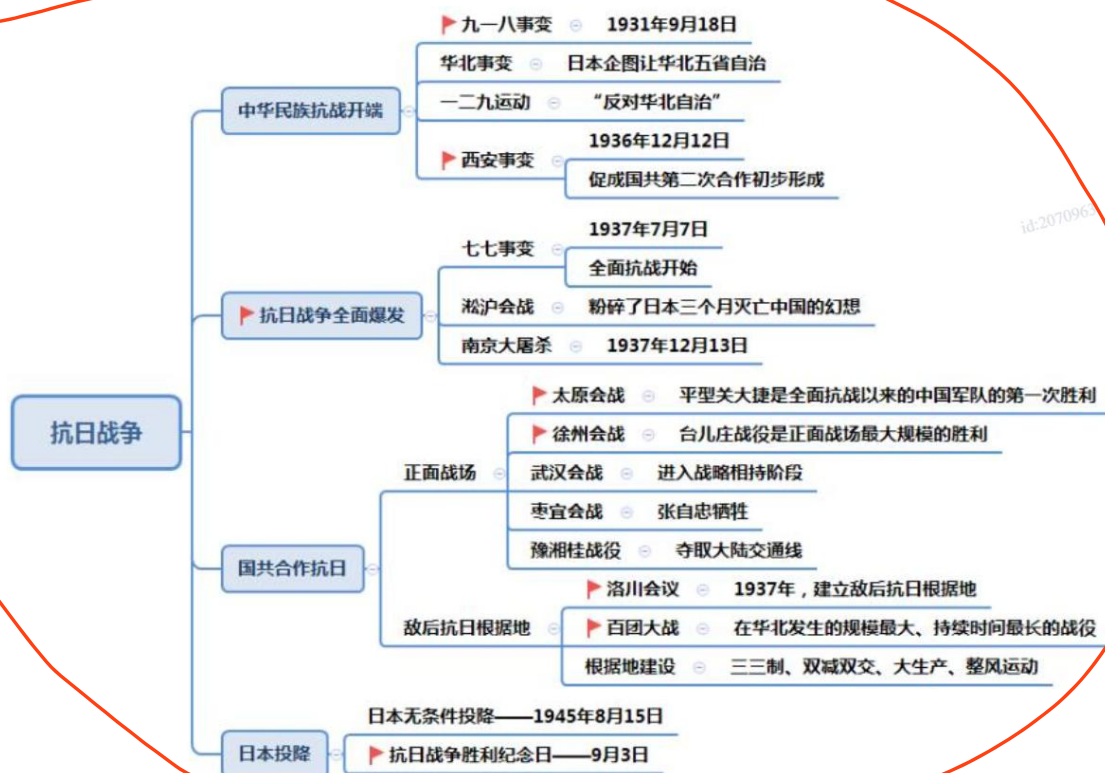 九一八事变 1931年9月18日
华北事变 日本企图让华北五省自治
中华民族抗战开端
一二九运动 “反对华北自治”
1936年12月12日
西安事变
促成国共第二次合作初步形成
id:2070963
1937年7月7日
七七事变
全面抗战开始
抗日战争全面爆发
淞沪会战 粉碎了日本三个月灭亡中国的幻想
南京大屠杀 1937年12月13日
抗日战争
太原会战 平型关大捷是全面抗战以来的中国军队的第一次胜利
徐州会战 台儿庄战役是正面战场最大规模的胜利
正面战场
武汉会战 进入战略相持阶段
枣宜会战 张自忠牺牲
豫湘桂战役 夺取大陆交通线
国共合作抗日
洛川会议 1937年，建立敌后抗日根据地
敌后抗日根据地
百团大战 在华北发生的规模最大、持续时间最长的战役
根据地建设 三三制、双减双交、大生产、整风运动
日本无条件投降——1945年8月15日
日本投降
抗日战争胜利纪念日——9月3日